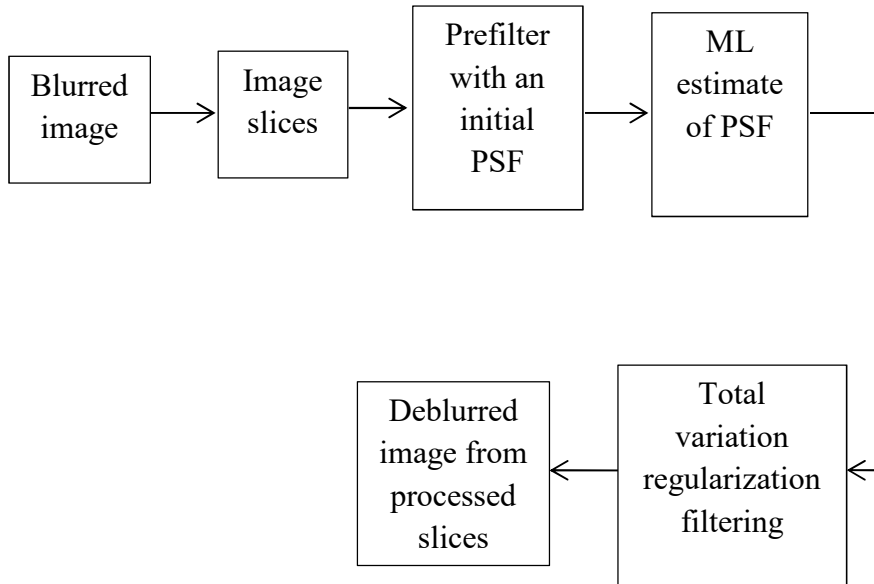 Blurred
image
Image
slices
Prefilter
with an
initial
PSF
ML
estimate
of PSF
Total
variation
regularization
filtering
Deblurred
image from
processed
slices